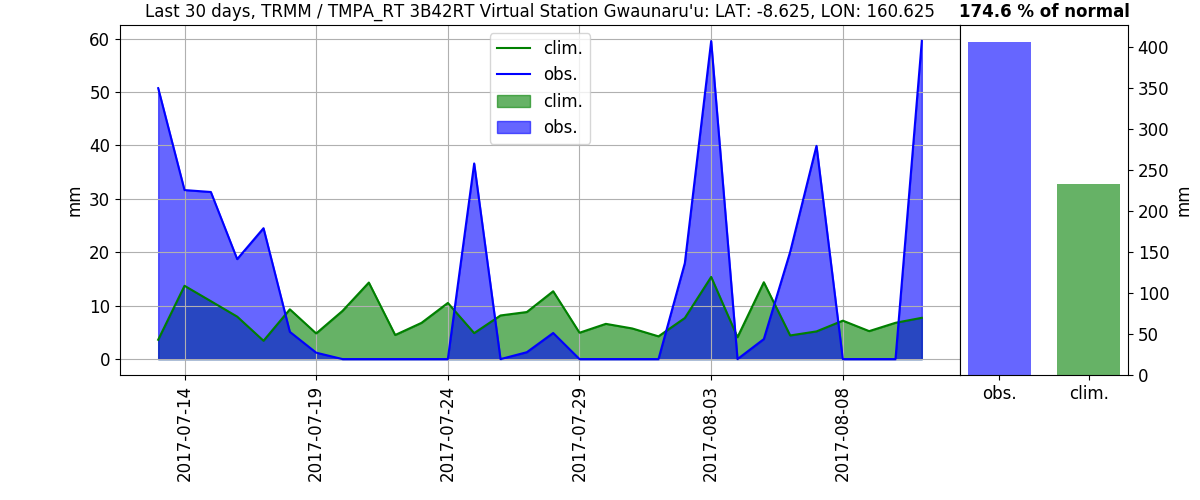 Last 30 days, TRMM / TMPA_RT 3B42RT Virtual Station Gwaunaru'u: LAT: -8.625, LON: 160.625
174.6 % of normal
clim.
obs.
clim.
obs.
60
50
40
30
20
10
0
mm
2017-07-14
2017-07-19
2017-07-24
2017-07-29
2017-08-03
2017-08-08
400
350
300
250
200
150
100
50
0
mm
obs.
clim.